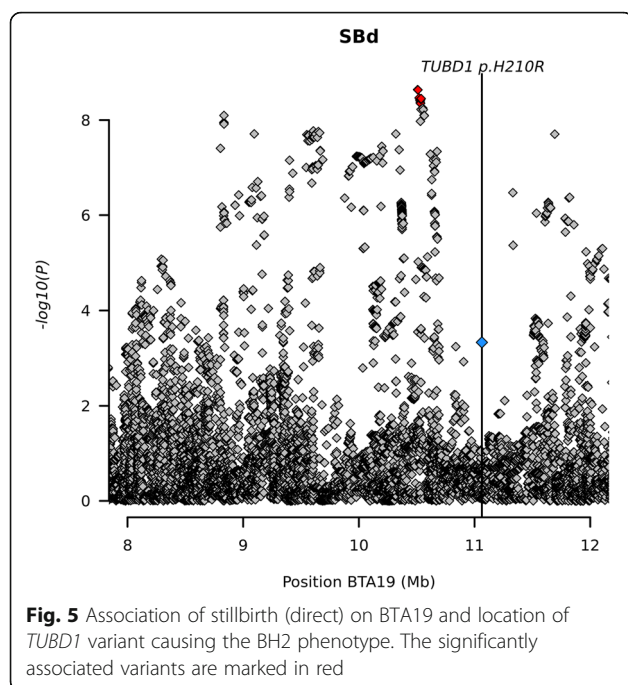 SBd
TUBD1 p.H210R
8
6
4
2
0
-log10(P)
8 9 10 11 12
Position BTA19 (Mb)
Fig. 5 Association of stillbirth (direct) on BTA19 and location of
TUBD1 variant causing the BH2 phenotype. The significantly
associated variants are marked in red